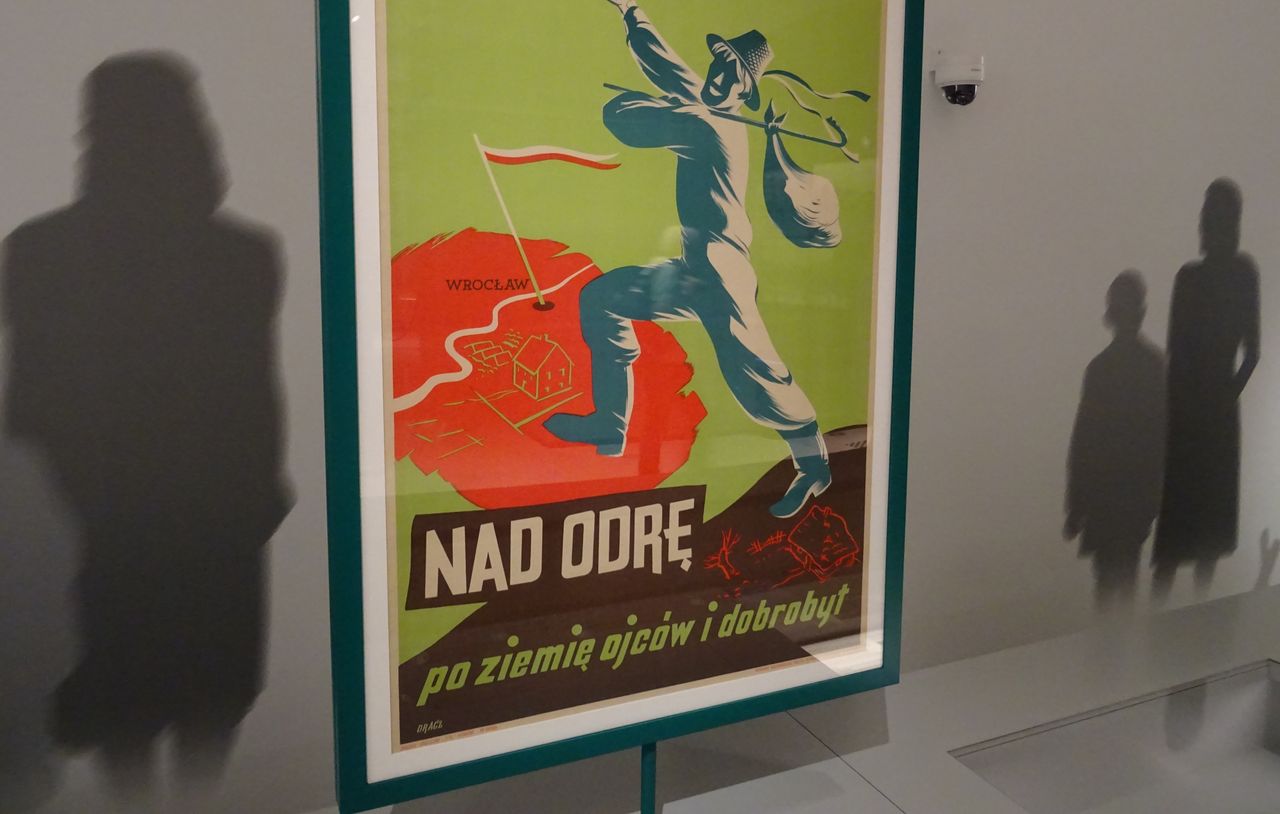 WROCŁAW
NAD ODRĘ
po ziemię ojców i dobrobyt